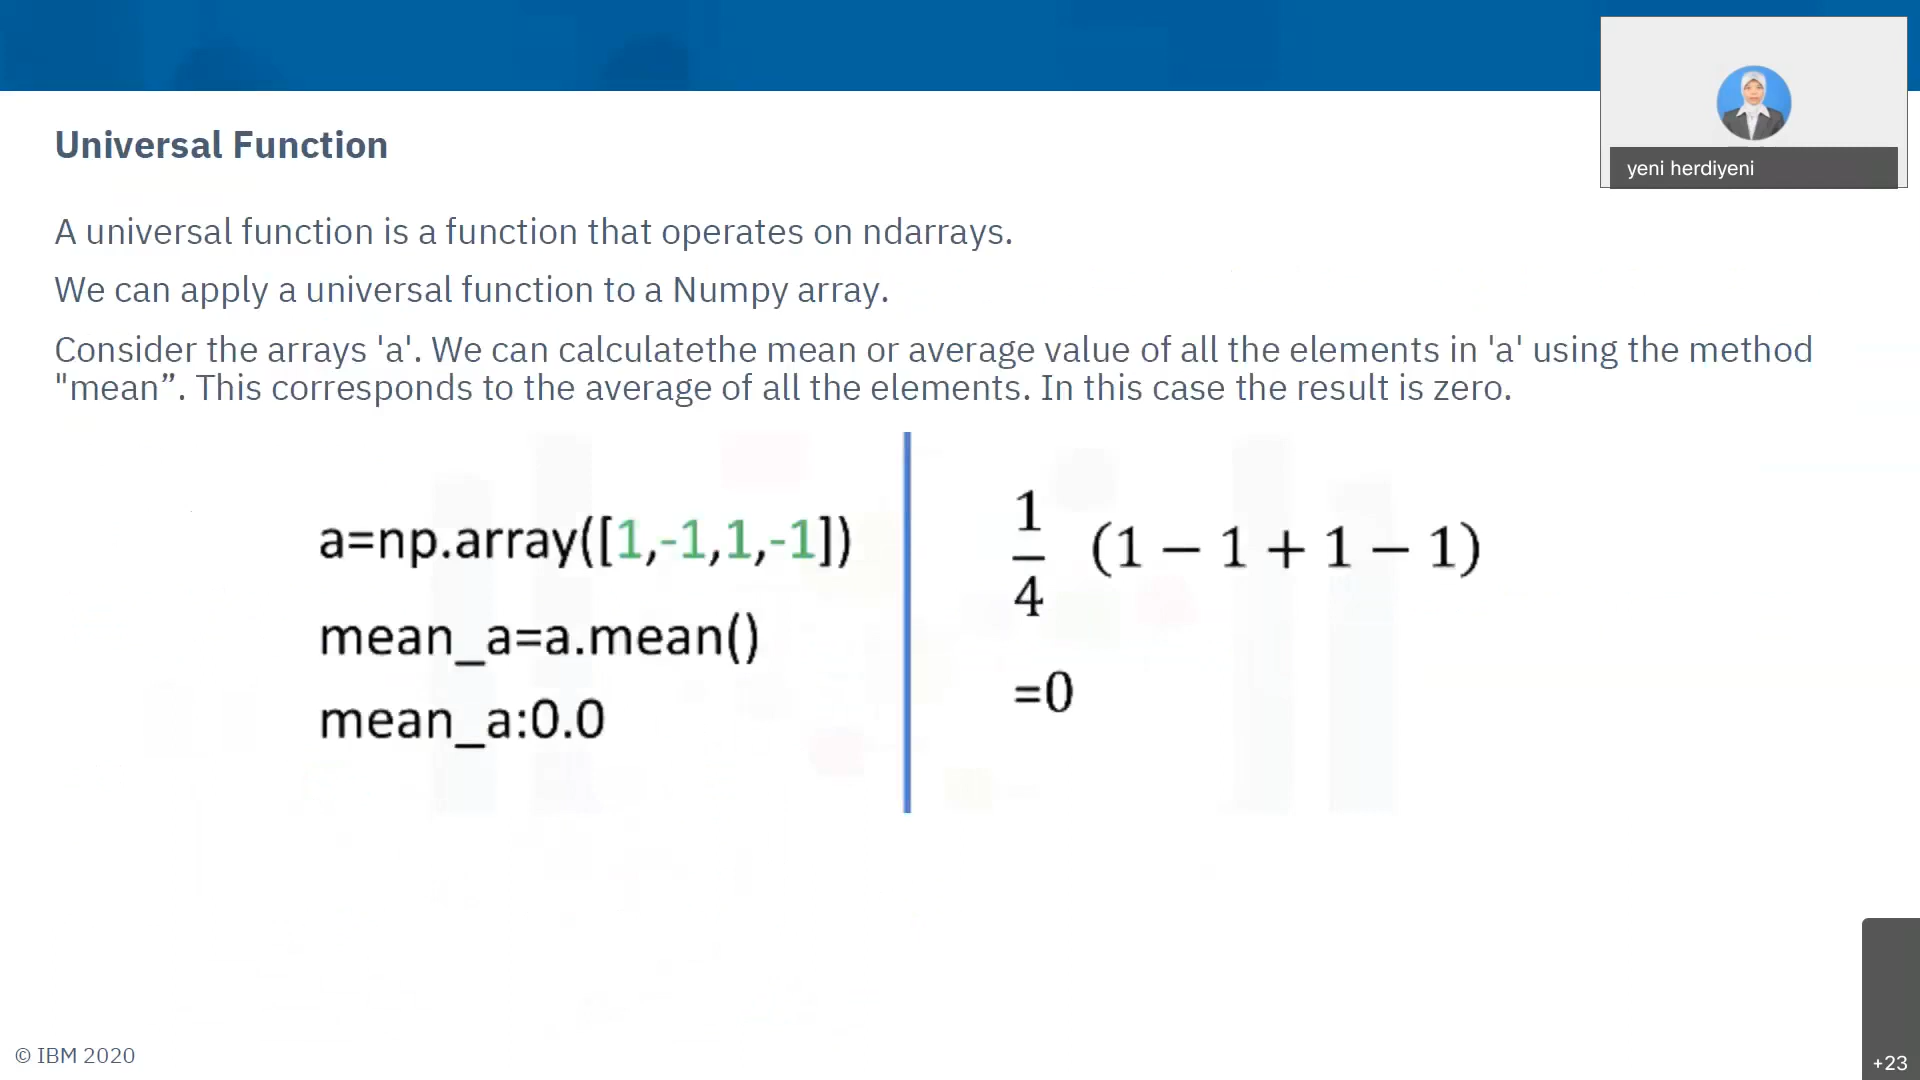 Universal Function
yeni herdiyeni
A universal function is a function that operates on ndarrays.
We can apply a universal function to a Numpy array.
Consider the arrays 'a'. We can calculatethe mean or average value of all the elements in 'a' using the method
"mean”. This corresponds to the average of all the elements. In this case the result is zero.
a=np.array([1,-1,1,-1])
mean_a=a.mean()
mean_a:0.0
1
4
(1 − 1 + 1 − 1)
=0
© IBM 2020
+23